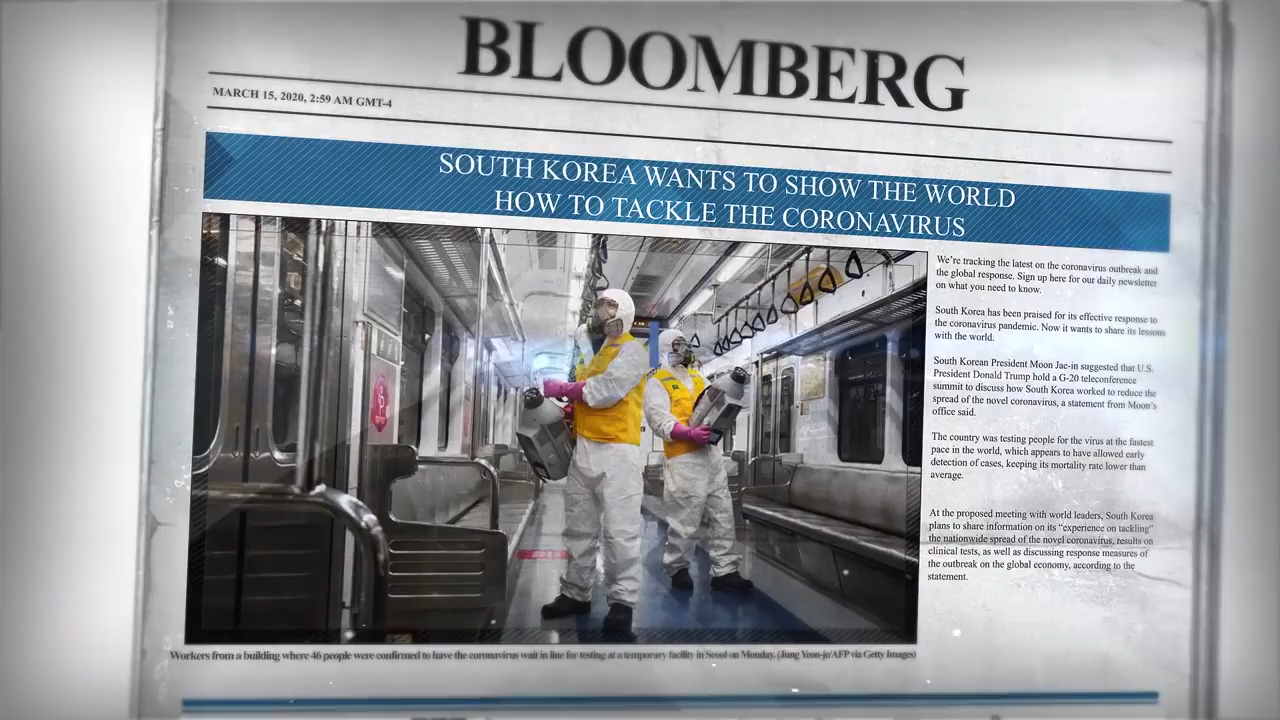 BLOOMBERG
MARCH 15, 2020, 2:59 AM GMT-4
SOUTH KOREA WANTS TO SHOW THE WORLD
HOW TO TACKLE THE CORONAVIRUS
We're tracking the latest on the coronavirus outbreak and
the global response. Sign up here for our daily newsletter
on what you need to know.
South Korea has been praised for its effective response to
the coronavirus pandemic. Now it wants to share its lessons
with the world.
South Korean President Moon Jae-in suggested that U.S.
President Donald Trump hold a G-20 teleconference
summit to discuss how South Korea worked to reduce the
spread of the novel coronavirus, a statement from Moon's
office said.
The country was testing people for the virus at the fastest
pace in the world, which appears to have allowed early
detection of cases, keeping its mortality rate lower than
average.
At the proposed meeting with world leaders, South Korea
plans to share information on its "experience on tackling"
the nationwide spread of the novel coronavirus, results on
clinical tests, as well as discussing response measures of
the outbreak on the global economy, according to the
statement.
Workers from a building where 46 people were confirmed to have the coronavirus wait in line for testing at a temporary facility in Seoul on Monday. (Jung Yeon-je/AFP via Getty Images)